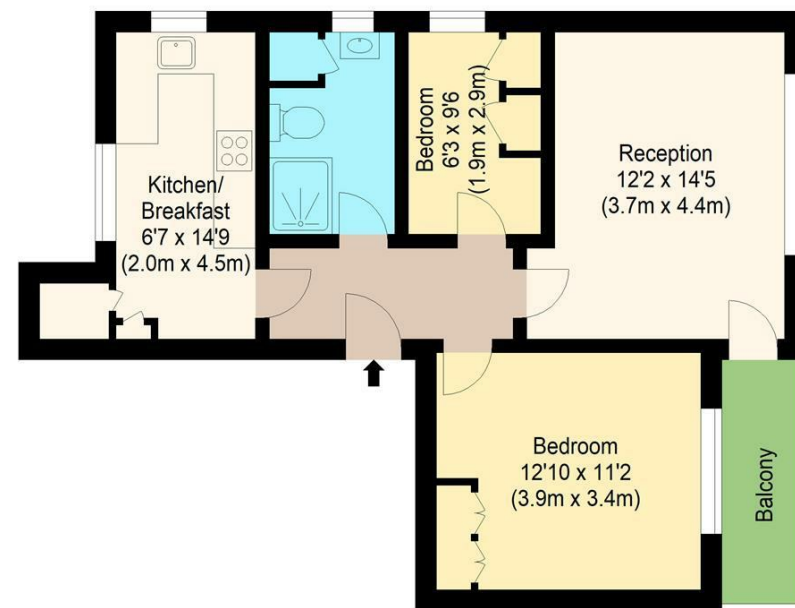 Kitchen/
Breakfast
6'7 x 14'9
(2.0m x 4.5m)
Bedroom
6'3 x 9'6
(1.9m x 2.9m)
Reception
12'2 x 14'5
(3.7m x 4.4m)
Bedroom
12'10 x 11'2
(3.9m x 3.4m)
Balcony